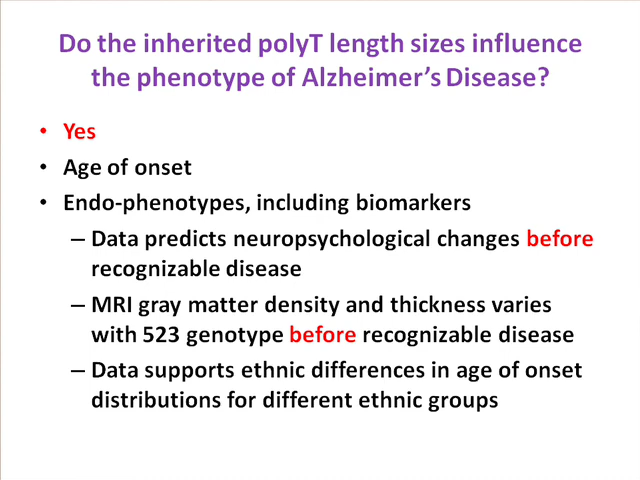 Do the inherited polyT length sizes influence
the phenotype of Alzheimer's Disease?
• Yes
• Age of onset
• Endo-phenotypes, including biomarkers
– Data predicts neuropsychological changes before
recognizable disease
– MRI gray matter density and thickness varies
with 523 genotype before recognizable disease
– Data supports ethnic differences in age of onset
distributions for different ethnic groups